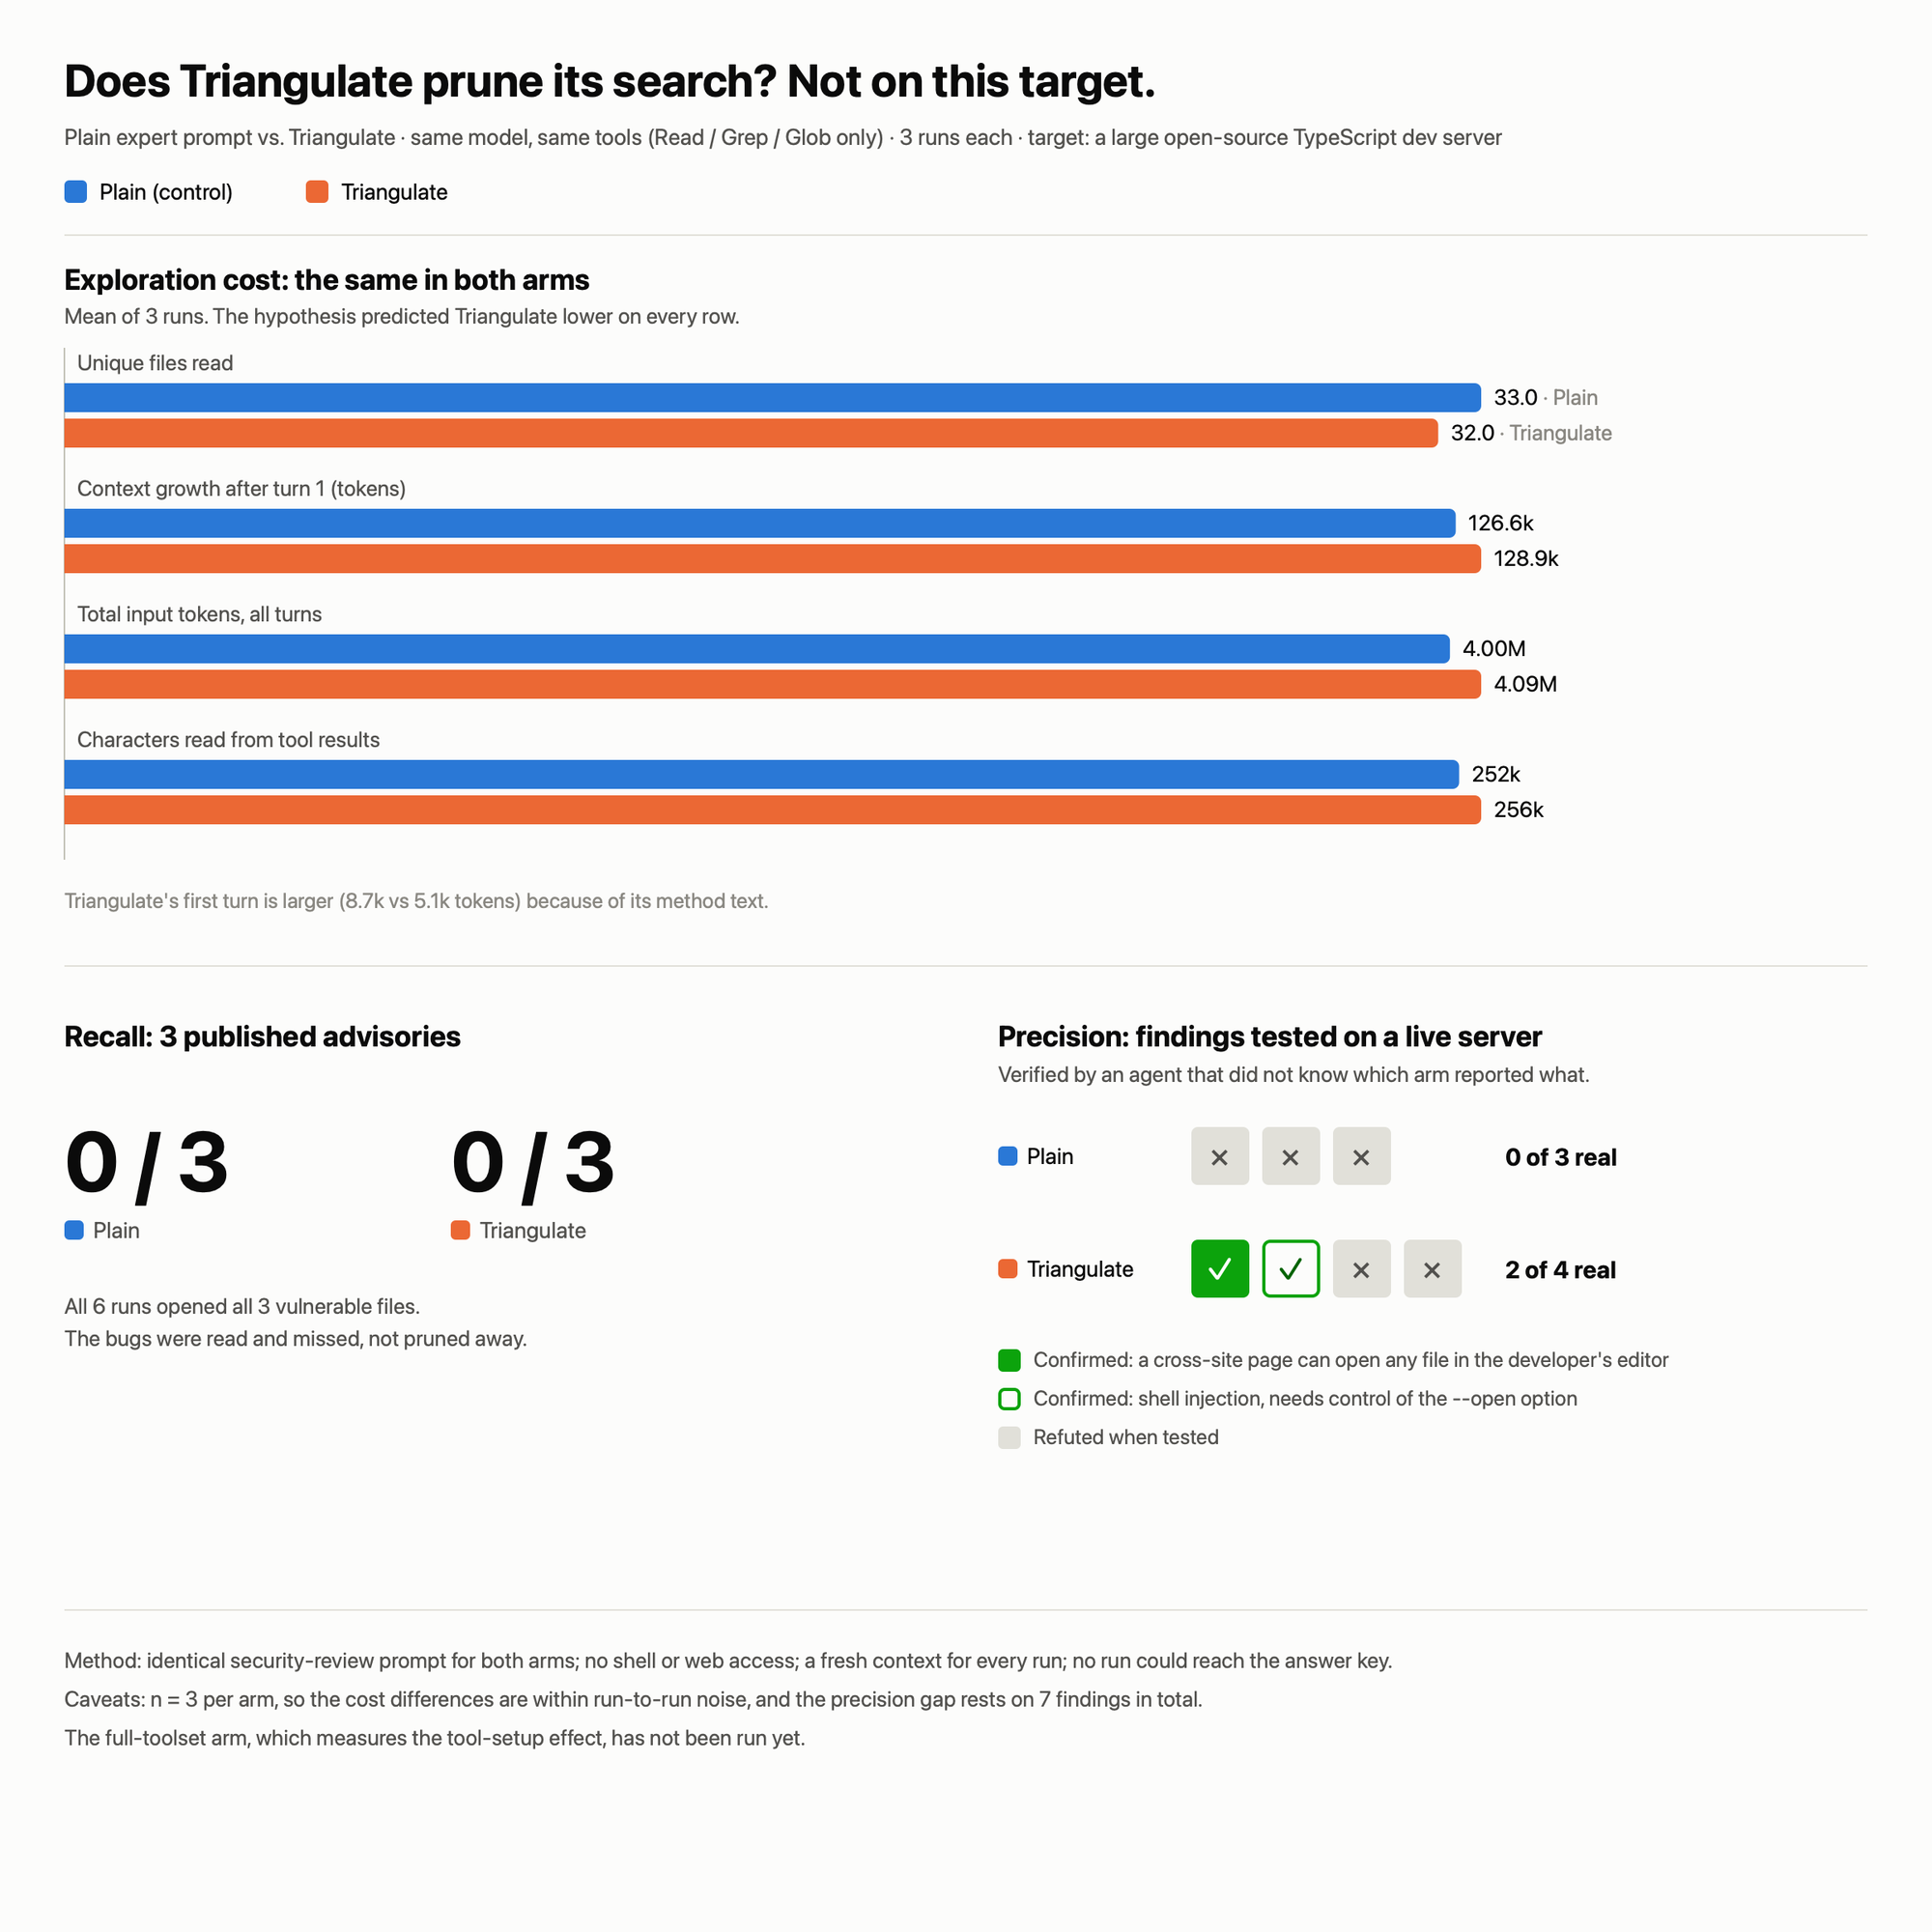 Does Triangulate prune its search? Not on this target.
Plain expert prompt vs. Triangulate · same model, same tools (Read / Grep / Glob only) · 3 runs each · target: a large open-source TypeScript dev server
Plain (control)
Triangulate
Exploration cost: the same in both arms
Mean of 3 runs. The hypothesis predicted Triangulate lower on every row.
Unique files read
33.0 · Plain
32.0 · Triangulate
Context growth after turn 1 (tokens)
126.6k
128.9k
Total input tokens, all turns
4.00M
4.09M
Characters read from tool results
252k
256k
Triangulate's first turn is larger (8.7k vs 5.1k tokens) because of its method text.
Recall: 3 published advisories
0 / 3
Plain
0 / 3
Triangulate
All 6 runs opened all 3 vulnerable files.
The bugs were read and missed, not pruned away.
Precision: findings tested on a live server
Verified by an agent that did not know which arm reported what.
Plain
0 of 3 real
Triangulate
2 of 4 real
Confirmed: a cross-site page can open any file in the developer's editor
Confirmed: shell injection, needs control of the --open option
Refuted when tested
Method: identical security-review prompt for both arms; no shell or web access; a fresh context for every run; no run could reach the answer key.
Caveats: n = 3 per arm, so the cost differences are within run-to-run noise, and the precision gap rests on 7 findings in total.
The full-toolset arm, which measures the tool-setup effect, has not been run yet.